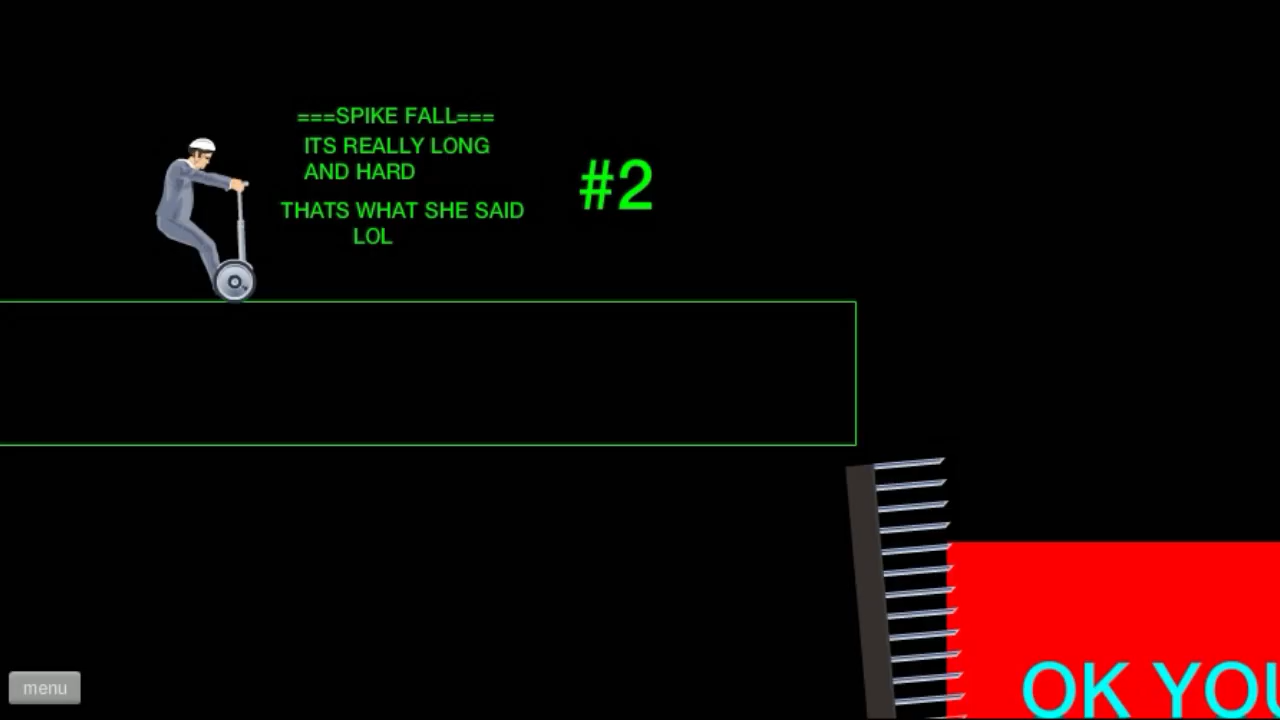 ===SPIKE FALL===
ITS REALLY LONG
AND HARD
#2
THATS WHAT SHE SAID
LOL
OK YOU
menu